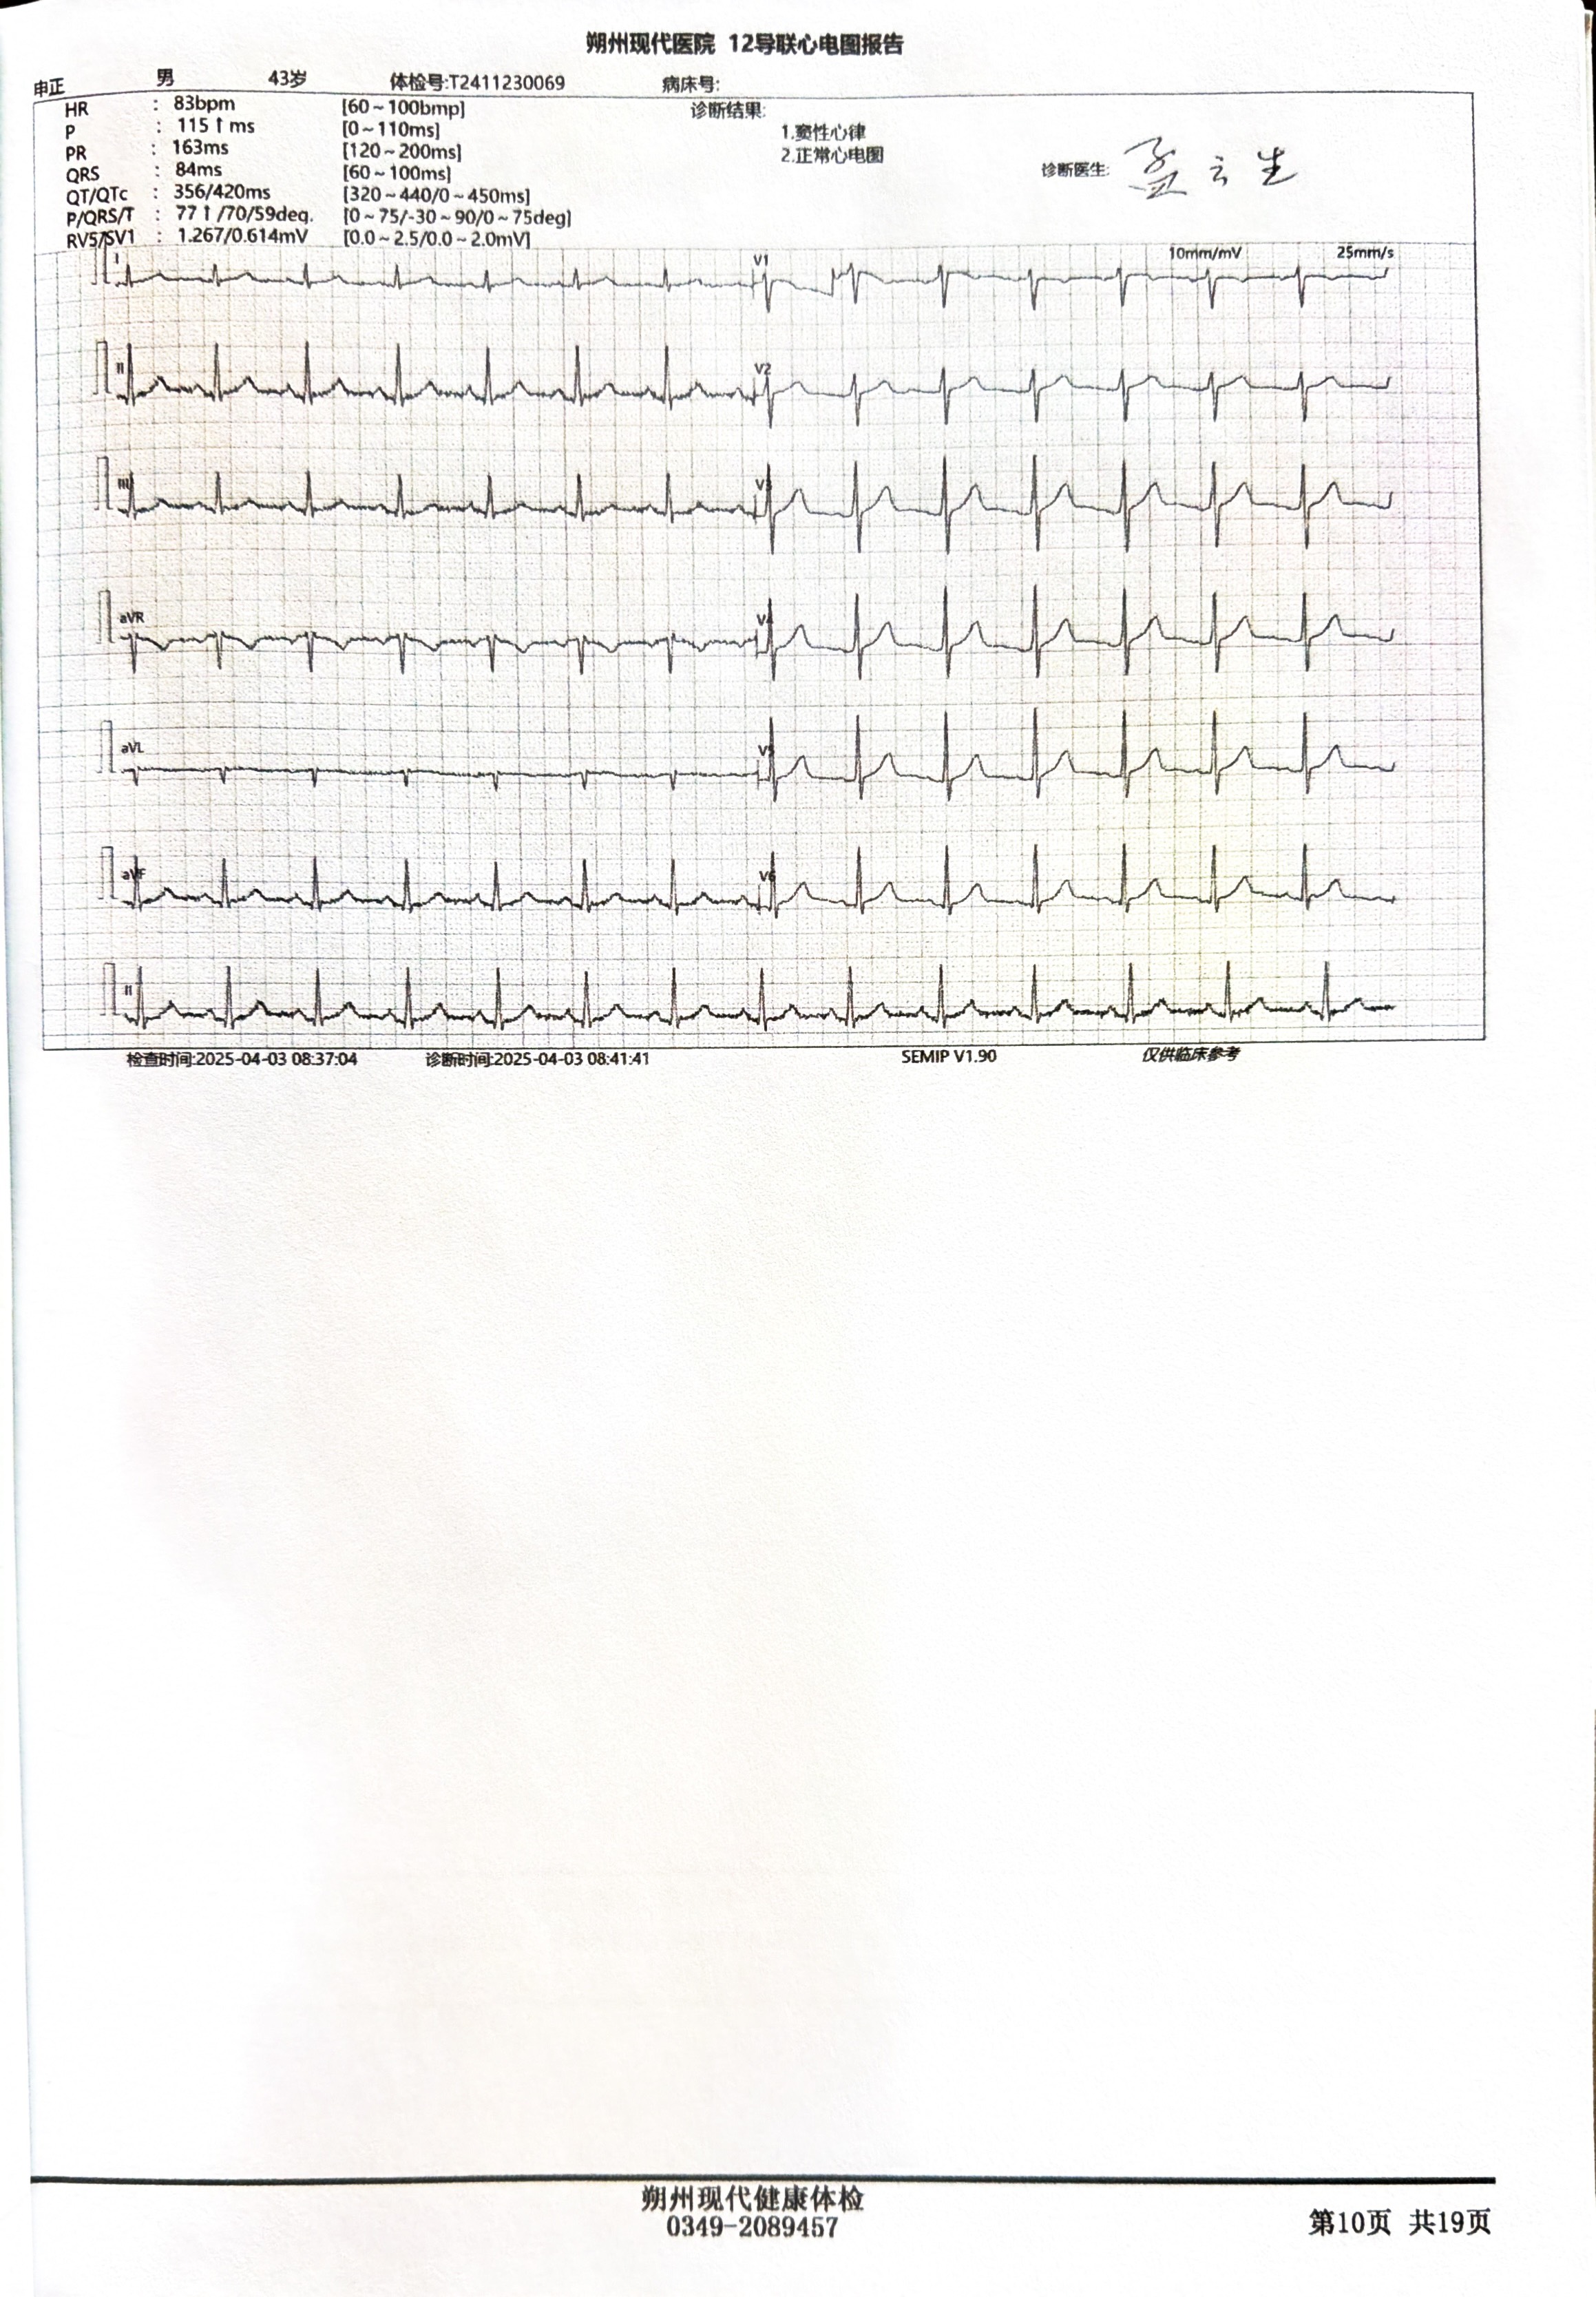 朔州现代医院 12导联心电图报告
申正 男 43岁 体检号:T2411230069 病床号:
HR : 83bpm [60~100bmp] 诊断结果:
P : 115↑ms [0~110ms] 1.窦性心律
PR : 163ms [120~200ms] 2.正常心电图
QRS : 84ms [60~100ms] 诊断医生: 孟云生
QT/QTc : 356/420ms [320~440/0~450ms]
P/QRS/T : 77↑/70/59deg. [0~75/-30~90/0~75deg]
RV5/SV1 : 1.267/0.614mV [0.0~2.5/0.0~2.0mV]
I V1 10mm/mV 25mm/s
II V2
III V3
aVR V4
aVL V5
aVF V6
II
检查时间:2025-04-03 08:37:04 诊断时间:2025-04-03 08:41:41 SEMIP V1.90 仅供临床参考
朔州现代健康体检
0349-2089457
第10页 共19页